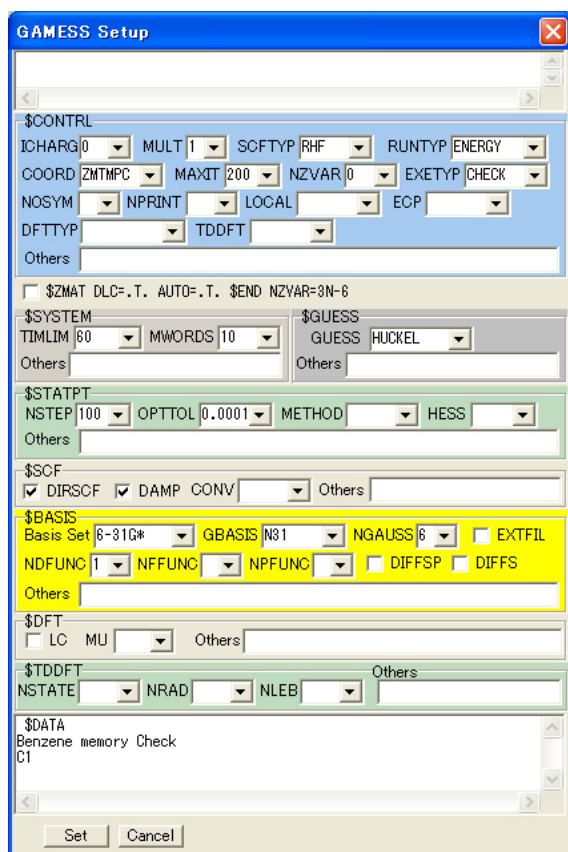 GAMESS Setup
$CONTRL
ICHARG 0 MULT 1 SCFTYP RHF RUNTYP ENERGY
COORD ZMTMPC MAXIT 200 NZVAR 0 EXETYP CHECK
NOSYM NPRINT LOCAL ECP
DFTTYP TDDFT
Others
$ZMAT DLC=.T. AUTO=.T. $END NZVAR=3N-6
$SYSTEM $GUESS
TIMLIM 60 MWORDS 10 GUESS HUCKEL
Others Others
$STATPT
NSTEP 100 OPTTOL 0.0001 METHOD HESS
Others
$SCF
DIRSCF DAMP CONV Others
$BASIS
Basis Set 6-31G* GBASIS N31 NGAUSS 6 EXTFIL
NDFUNC 1 NFFUNC NPFUNC DIFFSP DIFFS
Others
$DFT
LC MU Others
$TDDFT Others
NSTATE NRAD NLEB
$DATA
Benzene memory Check
C1
Set Cancel